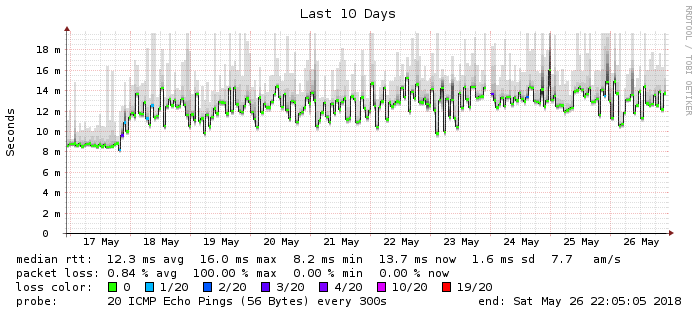 Last 10 Days
RRDTOOL / TOBI OETIKER
Seconds
18 m
16 m
14 m
12 m
10 m
8 m
6 m
4 m
2 m
0
17 May 18 May 19 May 20 May 21 May 22 May 23 May 24 May 25 May 26 May
median rtt: 12.3 ms avg 16.0 ms max 8.2 ms min 13.7 ms now 1.6 ms sd 7.7 am/s
packet loss: 0.84 % avg 100.00 % max 0.00 % min 0.00 % now
loss color: 0 1/20 2/20 3/20 4/20 10/20 19/20
probe: 20 ICMP Echo Pings (56 Bytes) every 300s end: Sat May 26 22:05:05 2018